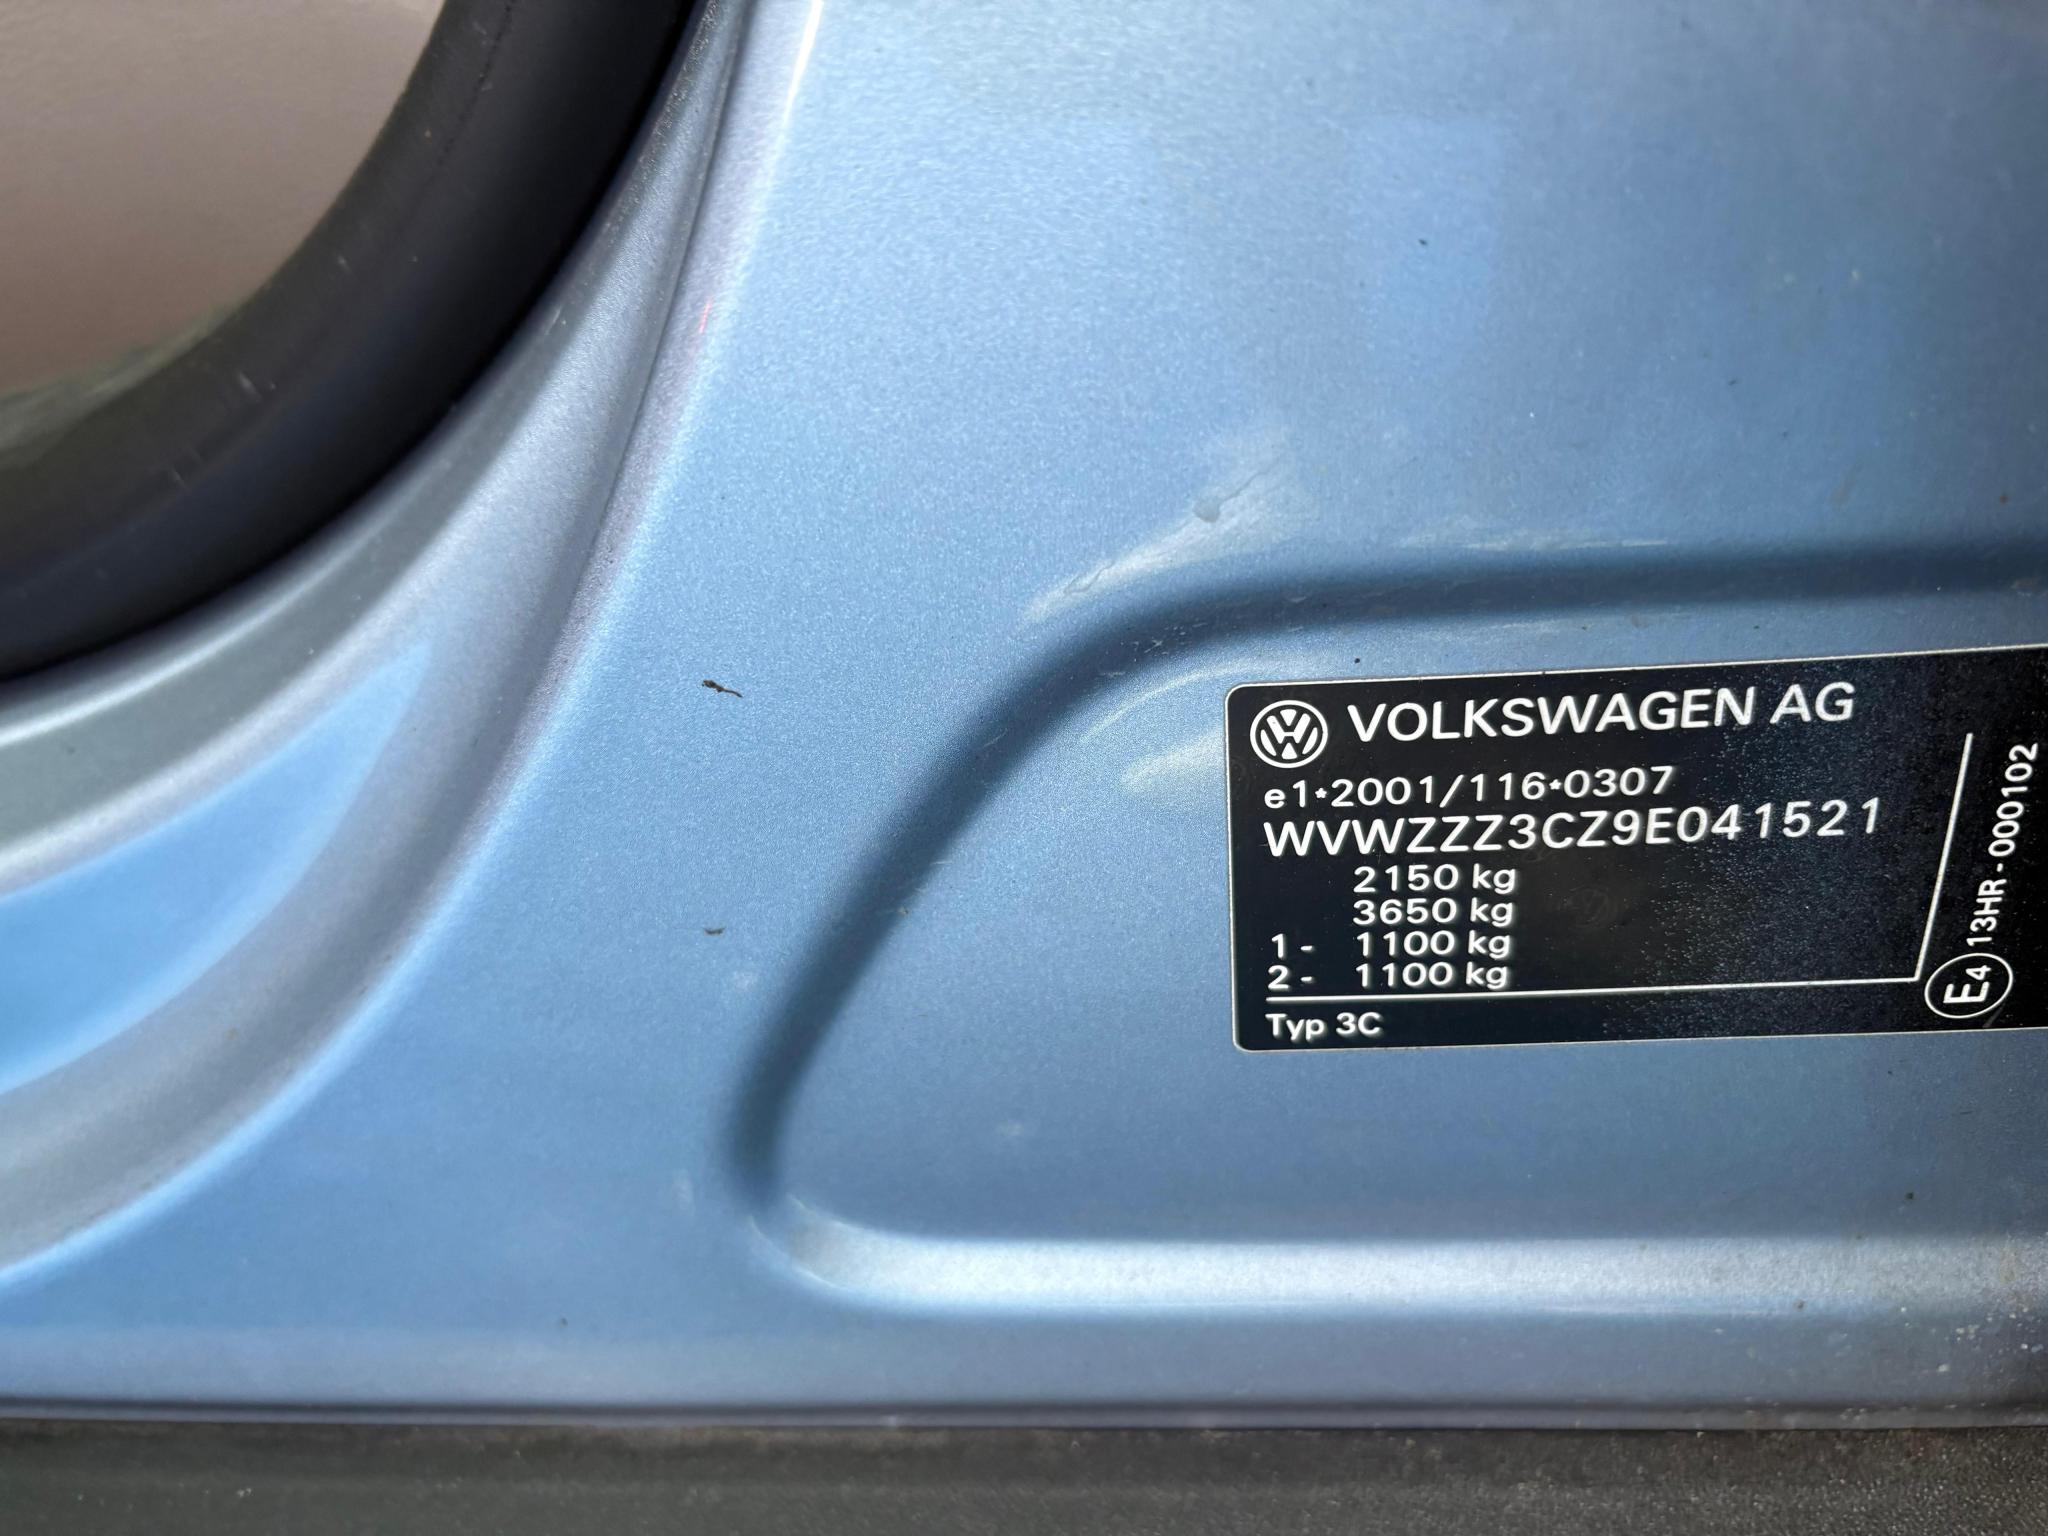 VOLKSWAGEN AG
e1*2001/116*0307
WVWZZZ3CZ9E041521
2150 kg
3650 kg
1- 1100 kg
2- 1100 kg
Typ 3C
E4 13HR-000102